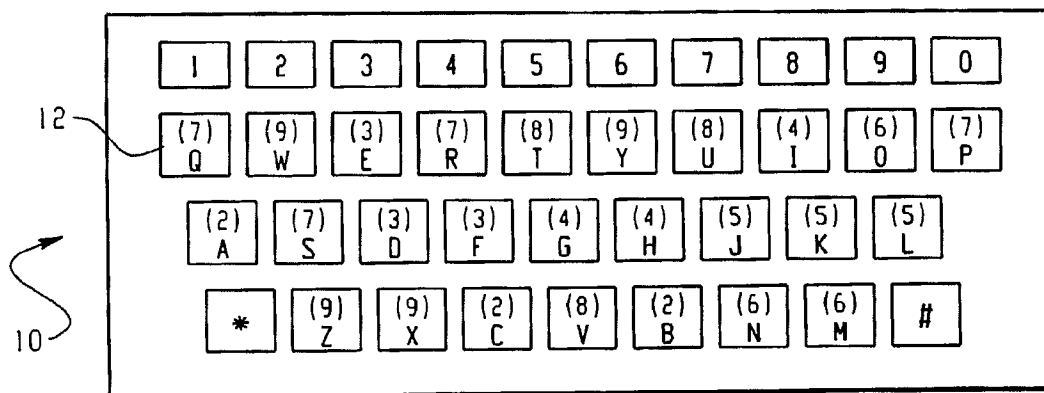 1 2 3 4 5 6 7 8 9 0
12
(7) (9) (3) (7) (8) (9) (8) (4) (6) (7)
Q W E R T Y U I O P
(2) (7) (3) (3) (4) (4) (5) (5) (5)
A S D F G H J K L
10
(9) (9) (2) (8) (2) (6) (6)
* Z X C V B N M #